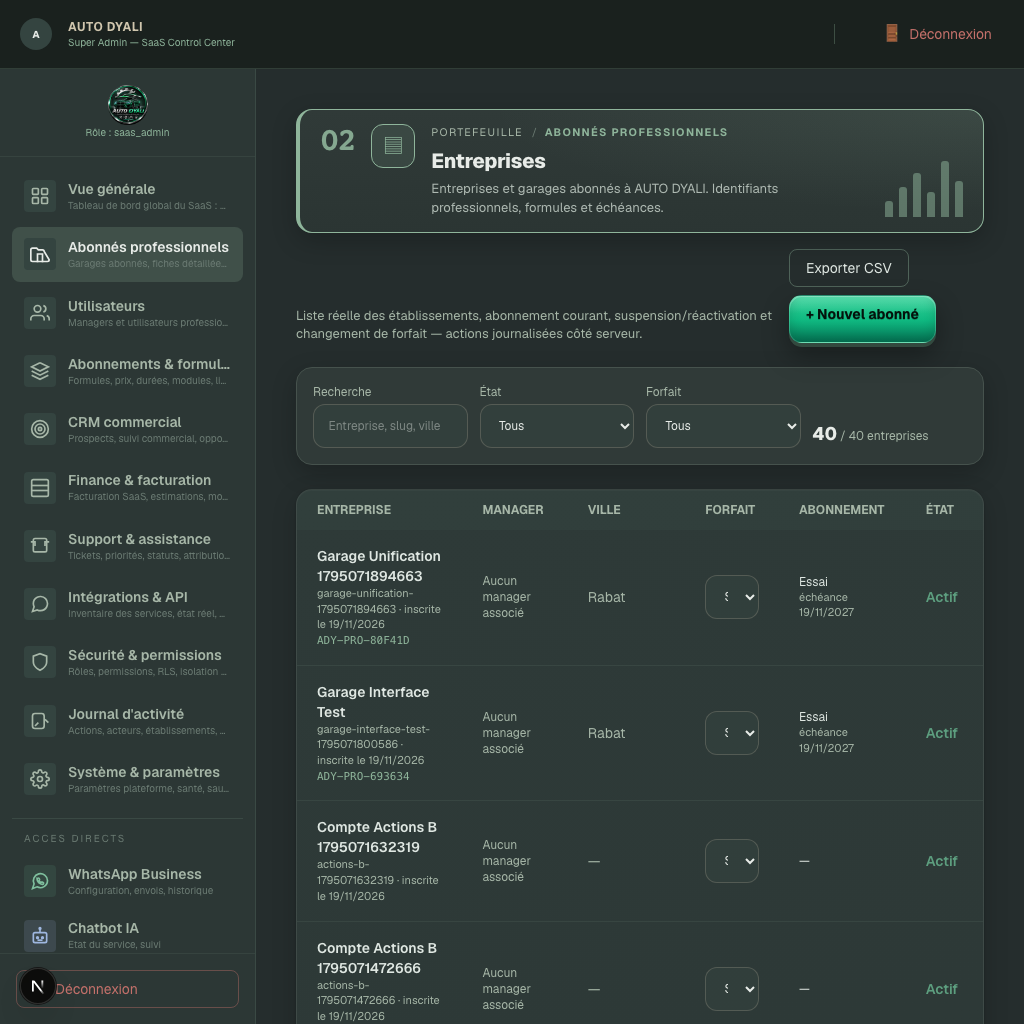 A
AUTO DYALI
Super Admin — SaaS Control Center
Déconnexion
AUTO DYALI
Rôle : saas_admin
Vue générale
Tableau de bord global du SaaS : …
Abonnés professionnels
Garages abonnés, fiches détaillée…
Utilisateurs
Managers et utilisateurs professio…
Abonnements & formul…
Formules, prix, durées, modules, li…
CRM commercial
Prospects, suivi commercial, oppo…
Finance & facturation
Facturation SaaS, estimations, mo…
Support & assistance
Tickets, priorités, statuts, attributio…
Intégrations & API
Inventaire des services, état réel, …
Sécurité & permissions
Rôles, permissions, RLS, isolation …
Journal d'activité
Actions, acteurs, établissements, …
Système & paramètres
Paramètres plateforme, santé, sau…
ACCES DIRECTS
WhatsApp Business
Configuration, envois, historique
Chatbot IA
Etat du service, suivi
N
Déconnexion
02
PORTEFEUILLE / ABONNÉS PROFESSIONNELS
Entreprises
Entreprises et garages abonnés à AUTO DYALI. Identifiants
professionnels, formules et échéances.
Exporter CSV
Liste réelle des établissements, abonnement courant, suspension/réactivation et
changement de forfait — actions journalisées côté serveur.
+ Nouvel abonné
Recherche
État
Forfait
Entreprise, slug, ville
Tous
Tous
40 / 40 entreprises
ENTREPRISE
MANAGER
VILLE
FORFAIT
ABONNEMENT
ÉTAT
Garage Unification
1795071894663
garage-unification-
1795071894663 · inscrite
le 19/11/2026
ADY-PRO-80F41D
Aucun
manager
associé
Rabat
Essai
échéance
19/11/2027
Actif
Garage Interface
Test
garage-interface-test-
1795071800586 ·
inscrite le 19/11/2026
ADY-PRO-693634
Aucun
manager
associé
Rabat
Essai
échéance
19/11/2027
Actif
Compte Actions B
1795071632319
actions-b-
1795071632319 · inscrite
le 19/11/2026
Aucun
manager
associé
—
—
Actif
Compte Actions B
1795071472666
actions-b-
1795071472666 · inscrite
le 19/11/2026
Aucun
manager
associé
—
—
Actif